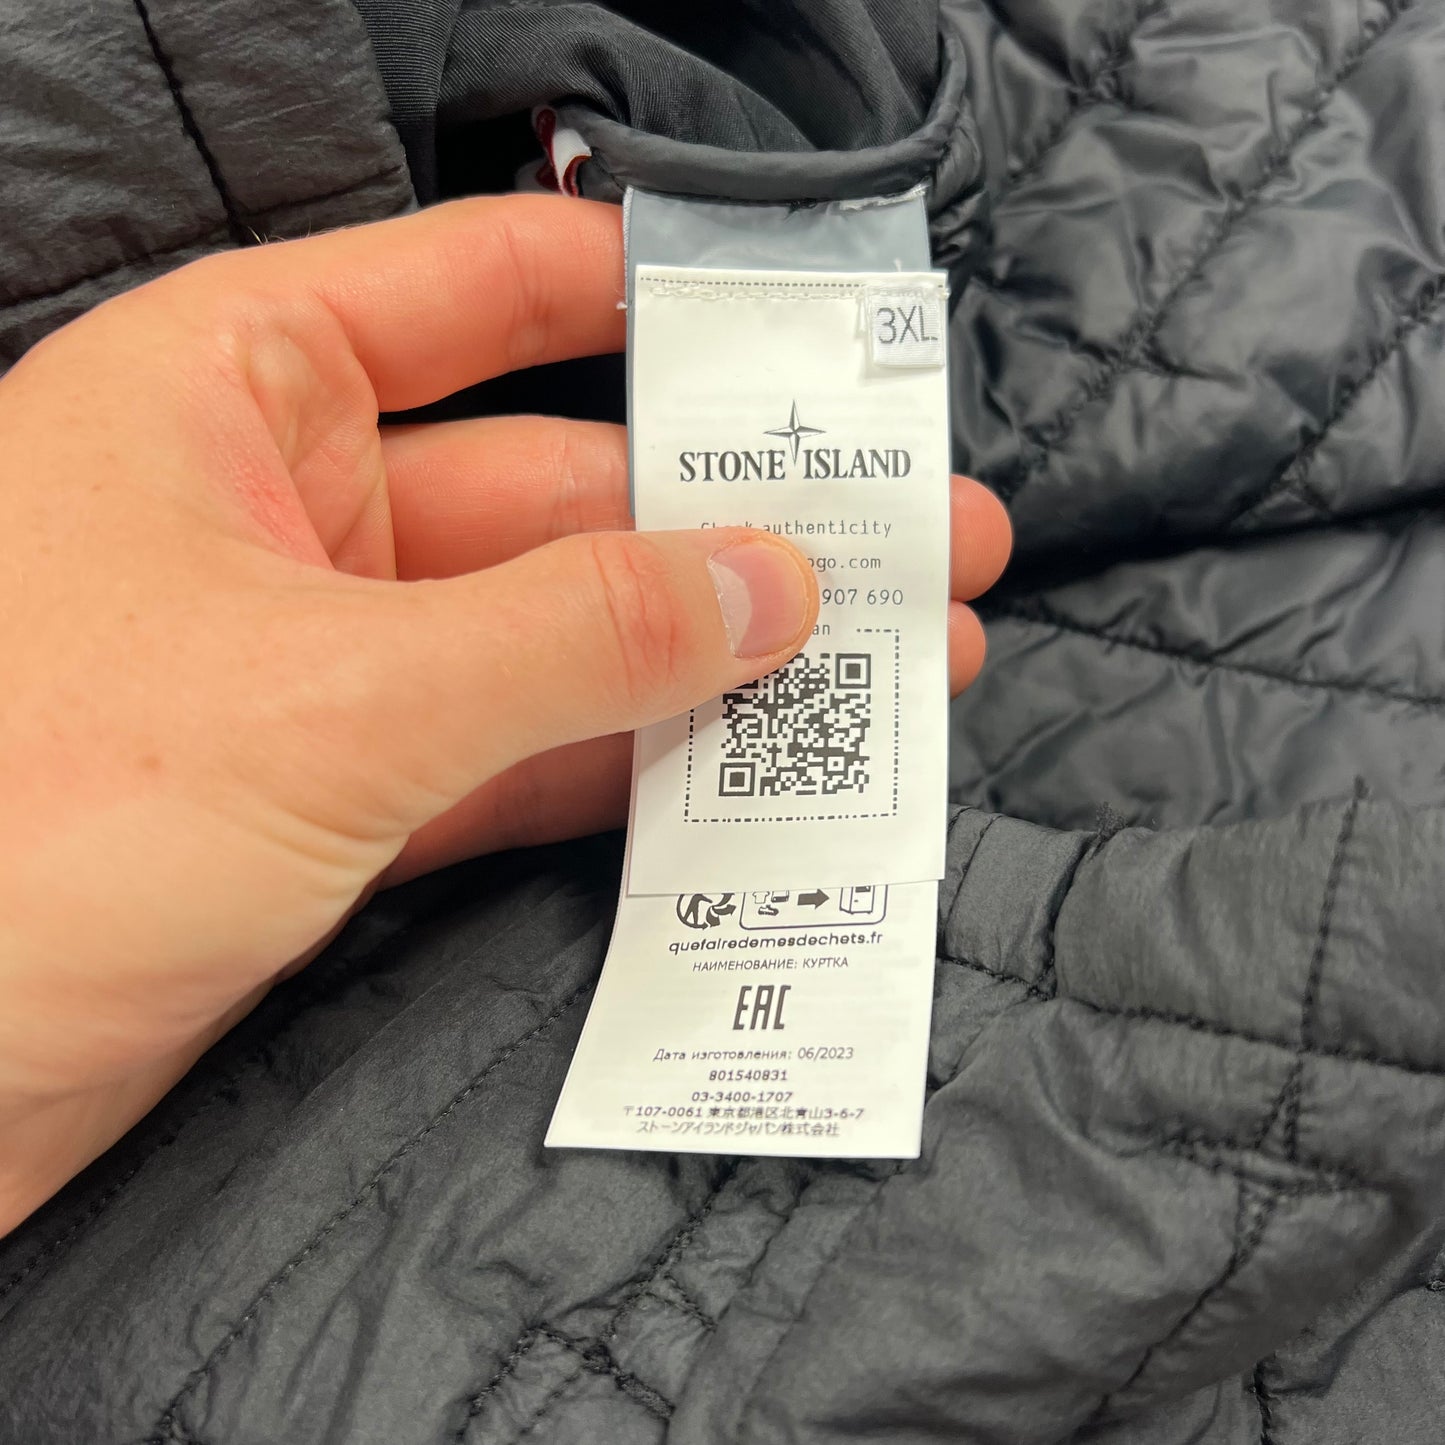 3XL
STONE ISLAND
Check authenticity
ogo.com
907 690
an
quefairedemesdechets.fr
НАИМЕНОВАНИЕ: КУРТКА
EAC
Дата изготовления: 06/2023
801540831
03-3400-1707
〒107-0061 東京都港区北青山3-6-7
ストーンアイランドジャパン株式会社